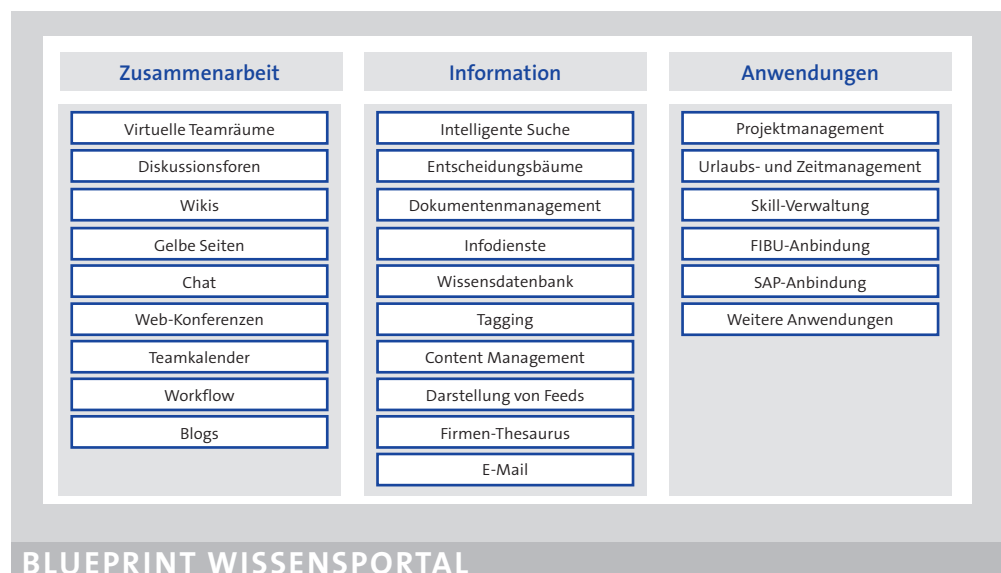 Zusammenarbeit
Virtuelle Teamräume
Diskussionsforen
Wikis
Gelbe Seiten
Chat
Web-Konferenzen
Teamkalender
Workflow
Blogs
Information
Intelligente Suche
Entscheidungsbäume
Dokumentenmanagement
Infodienste
Wissensdatenbank
Tagging
Content Management
Darstellung von Feeds
Firmen-Thesaurus
E-Mail
Anwendungen
Projektmanagement
Urlaubs- und Zeitmanagement
Skill-Verwaltung
FIBU-Anbindung
SAP-Anbindung
Weitere Anwendungen
BLUEPRINT WISSENSPORTAL